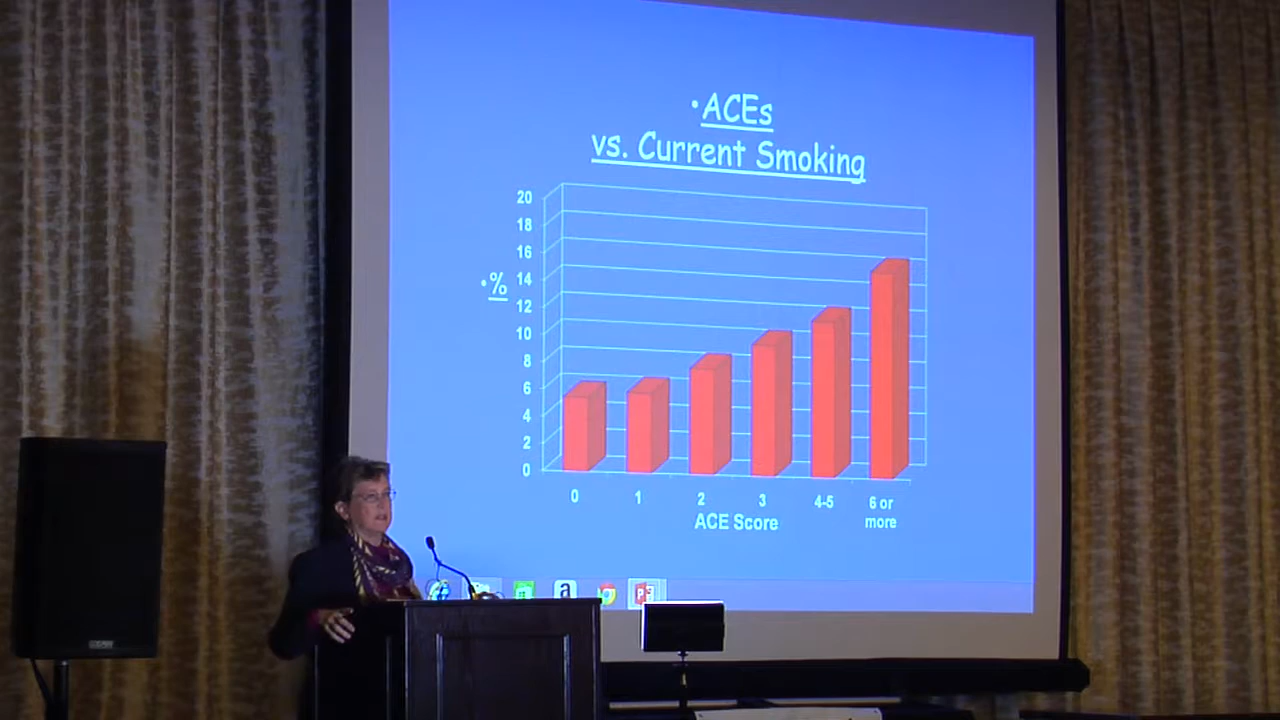 •ACEs
vs. Current Smoking
20
18
16
•%
14
12
10
8
6
4
2
0
0 1 2 3 4-5 6 or
more
ACE Score
a